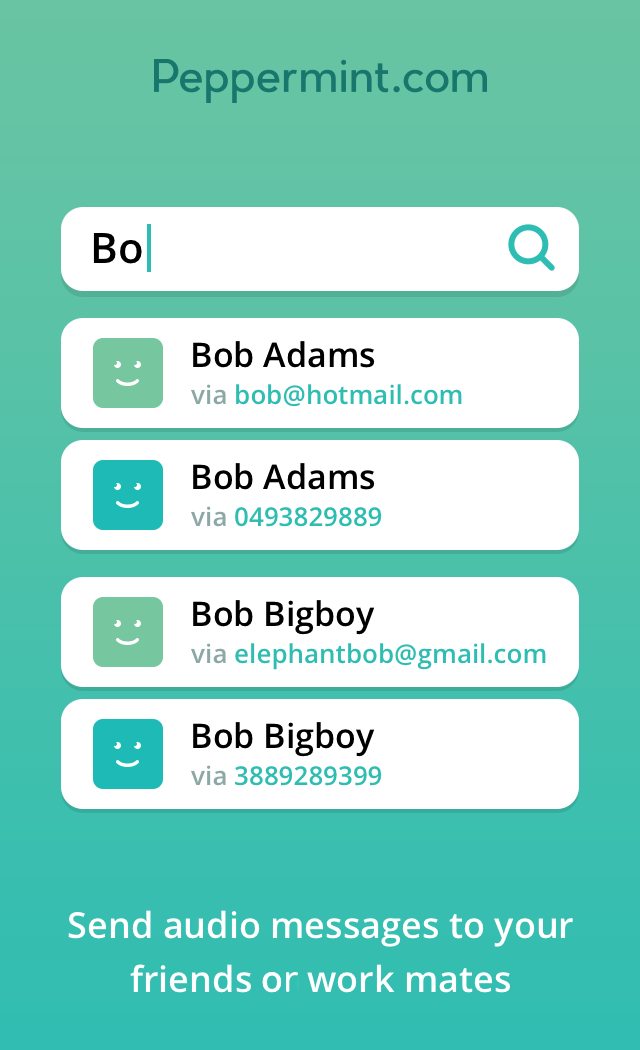 Peppermint.com
Bo
Bob Adams
via bob@hotmail.com
Bob Adams
via 0493829889
Bob Bigboy
via elephantbob@gmail.com
Bob Bigboy
via 3889289399
Send audio messages to your
friends or work mates